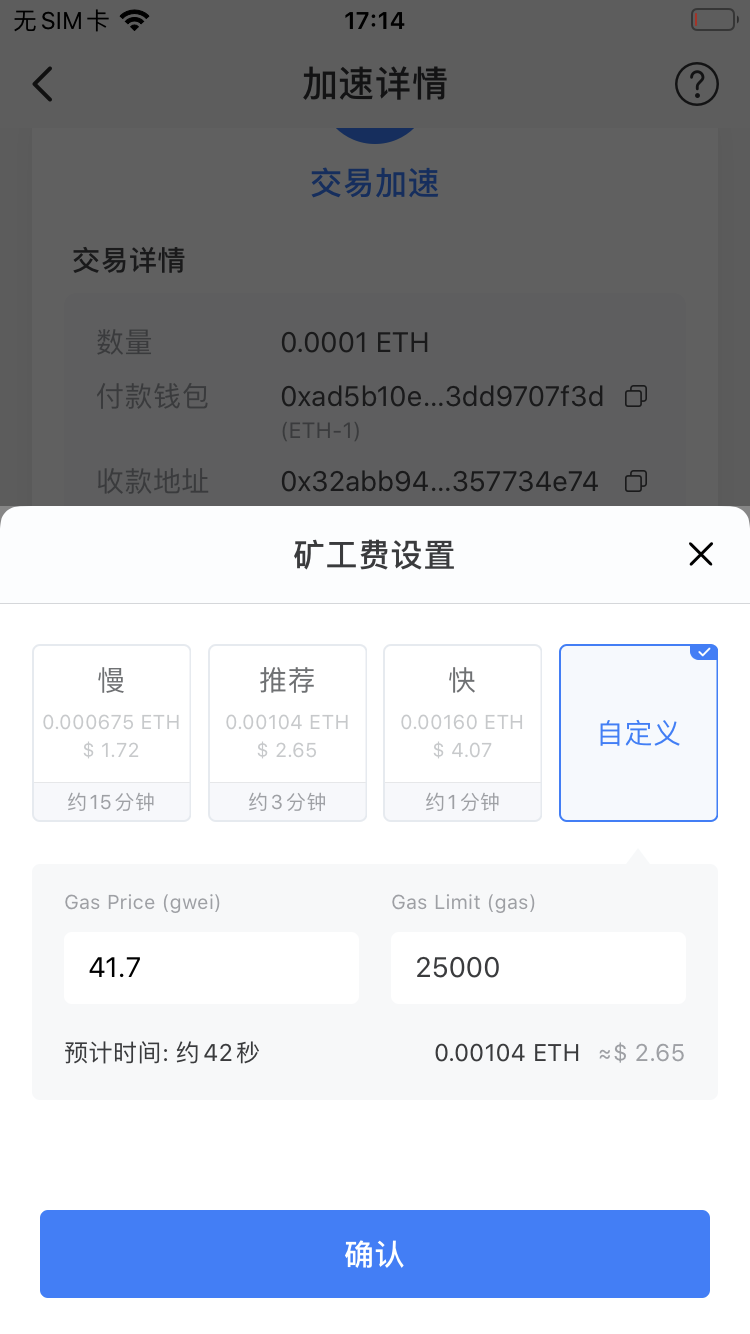 无SIM卡 17:14
加速详情
交易加速
交易详情
数量 0.0001 ETH
付款钱包 0xad5b10e...3dd9707f3d
(ETH-1)
收款地址 0x32abb94...357734e74
矿工费设置
慢 推荐 快 自定义
0.000675 ETH 0.00104 ETH 0.00160 ETH
$ 1.72 $ 2.65 $ 4.07
约15分钟 约3分钟 约1分钟
Gas Price (gwei) Gas Limit (gas)
41.7 25000
预计时间: 约42秒 0.00104 ETH ≈$ 2.65
确认